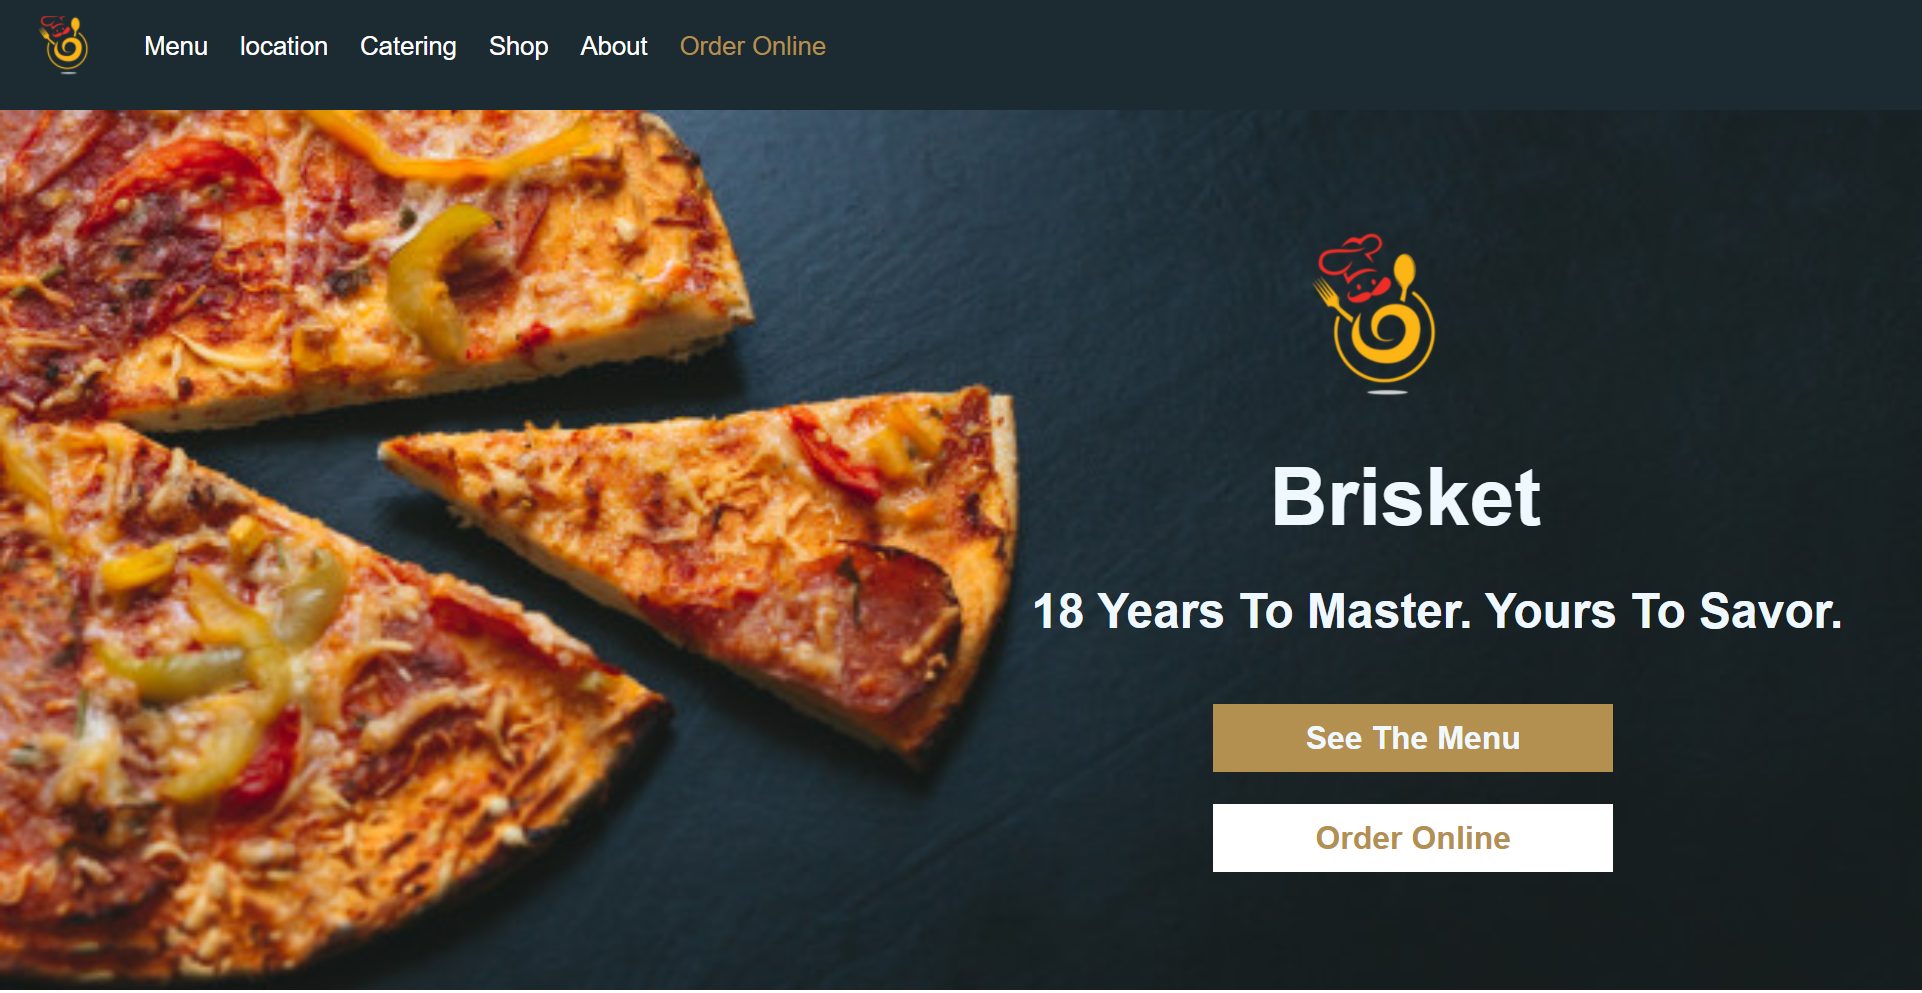 Menu location Catering Shop About Order Online
Brisket
18 Years To Master. Yours To Savor.
See The Menu
Order Online